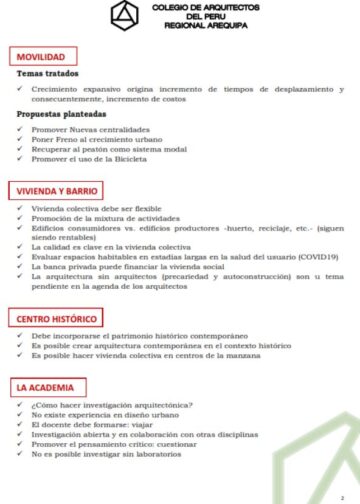 COLEGIO DE ARQUITECTOS
DEL PERU
REGIONAL AREQUIPA
MOVILIDAD
Temas tratados
✓ Crecimiento expansivo origina incremento de tiempos de desplazamiento y
consecuentemente, incremento de costos
Propuestas planteadas
✓ Promover Nuevas centralidades
✓ Poner Freno al crecimiento urbano
✓ Recuperar al peatón como sistema modal
✓ Promover el uso de la Bicicleta
VIVIENDA Y BARRIO
✓ Vivienda colectiva debe ser flexible
✓ Promoción de la mixtura de actividades
✓ Edificios consumidores vs. edificios productores -huerto, reciclaje, etc.- (siguen
siendo rentables)
✓ La calidad es clave en la vivienda colectiva
✓ Evaluar espacios habitables en estadías largas en la salud del usuario (COVID19)
✓ La banca privada puede financiar la vivienda social
✓ La arquitectura sin arquitectos (precariedad y autoconstrucción) son u tema
pendiente en la agenda de los arquitectos
CENTRO HISTÓRICO
✓ Debe incorporarse el patrimonio histórico contemporáneo
✓ Es posible crear arquitectura contemporánea en el contexto histórico
✓ Es posible hacer vivienda colectiva en centros de la manzana
LA ACADEMIA
✓ ¿Cómo hacer investigación arquitectónica?
✓ No existe experiencia en diseño urbano
✓ El docente debe formarse: viajar
✓ Investigación abierta y en colaboración con otras disciplinas
✓ Promover el pensamiento crítico: cuestionar
✓ No es posible investigar sin laboratorios
2